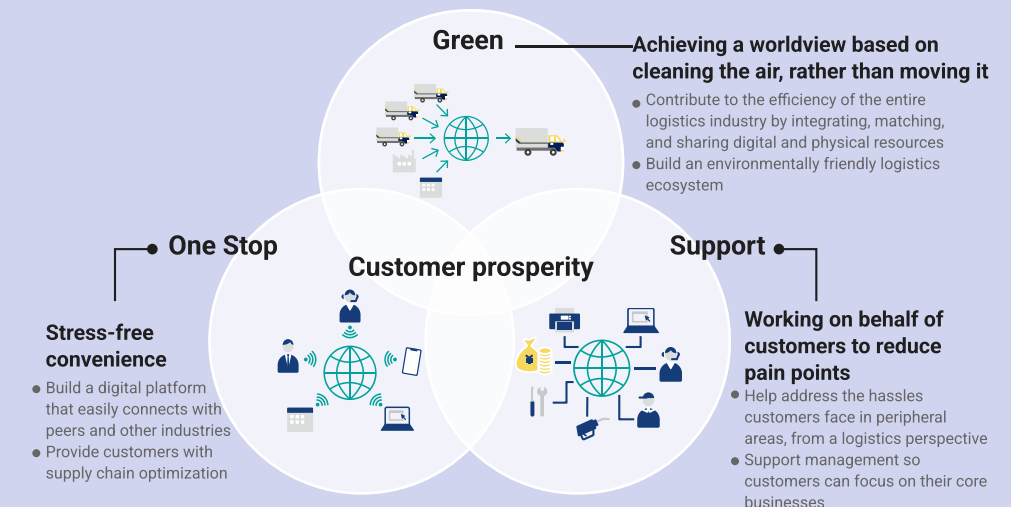 Green
Achieving a worldview based on
cleaning the air, rather than moving it
Contribute to the efficiency of the entire
logistics industry by integrating, matching,
and sharing digital and physical resources
Build an environmentally friendly logistics
ecosystem
One Stop
Support
Customer prosperity
Stress-free
convenience
Build a digital platform
that easily connects with
peers and other industries
Provide customers with
supply chain optimization
Working on behalf of
customers to reduce
pain points
Help address the hassles
customers face in peripheral
areas, from a logistics perspective
Support management so
customers can focus on their core
businesses